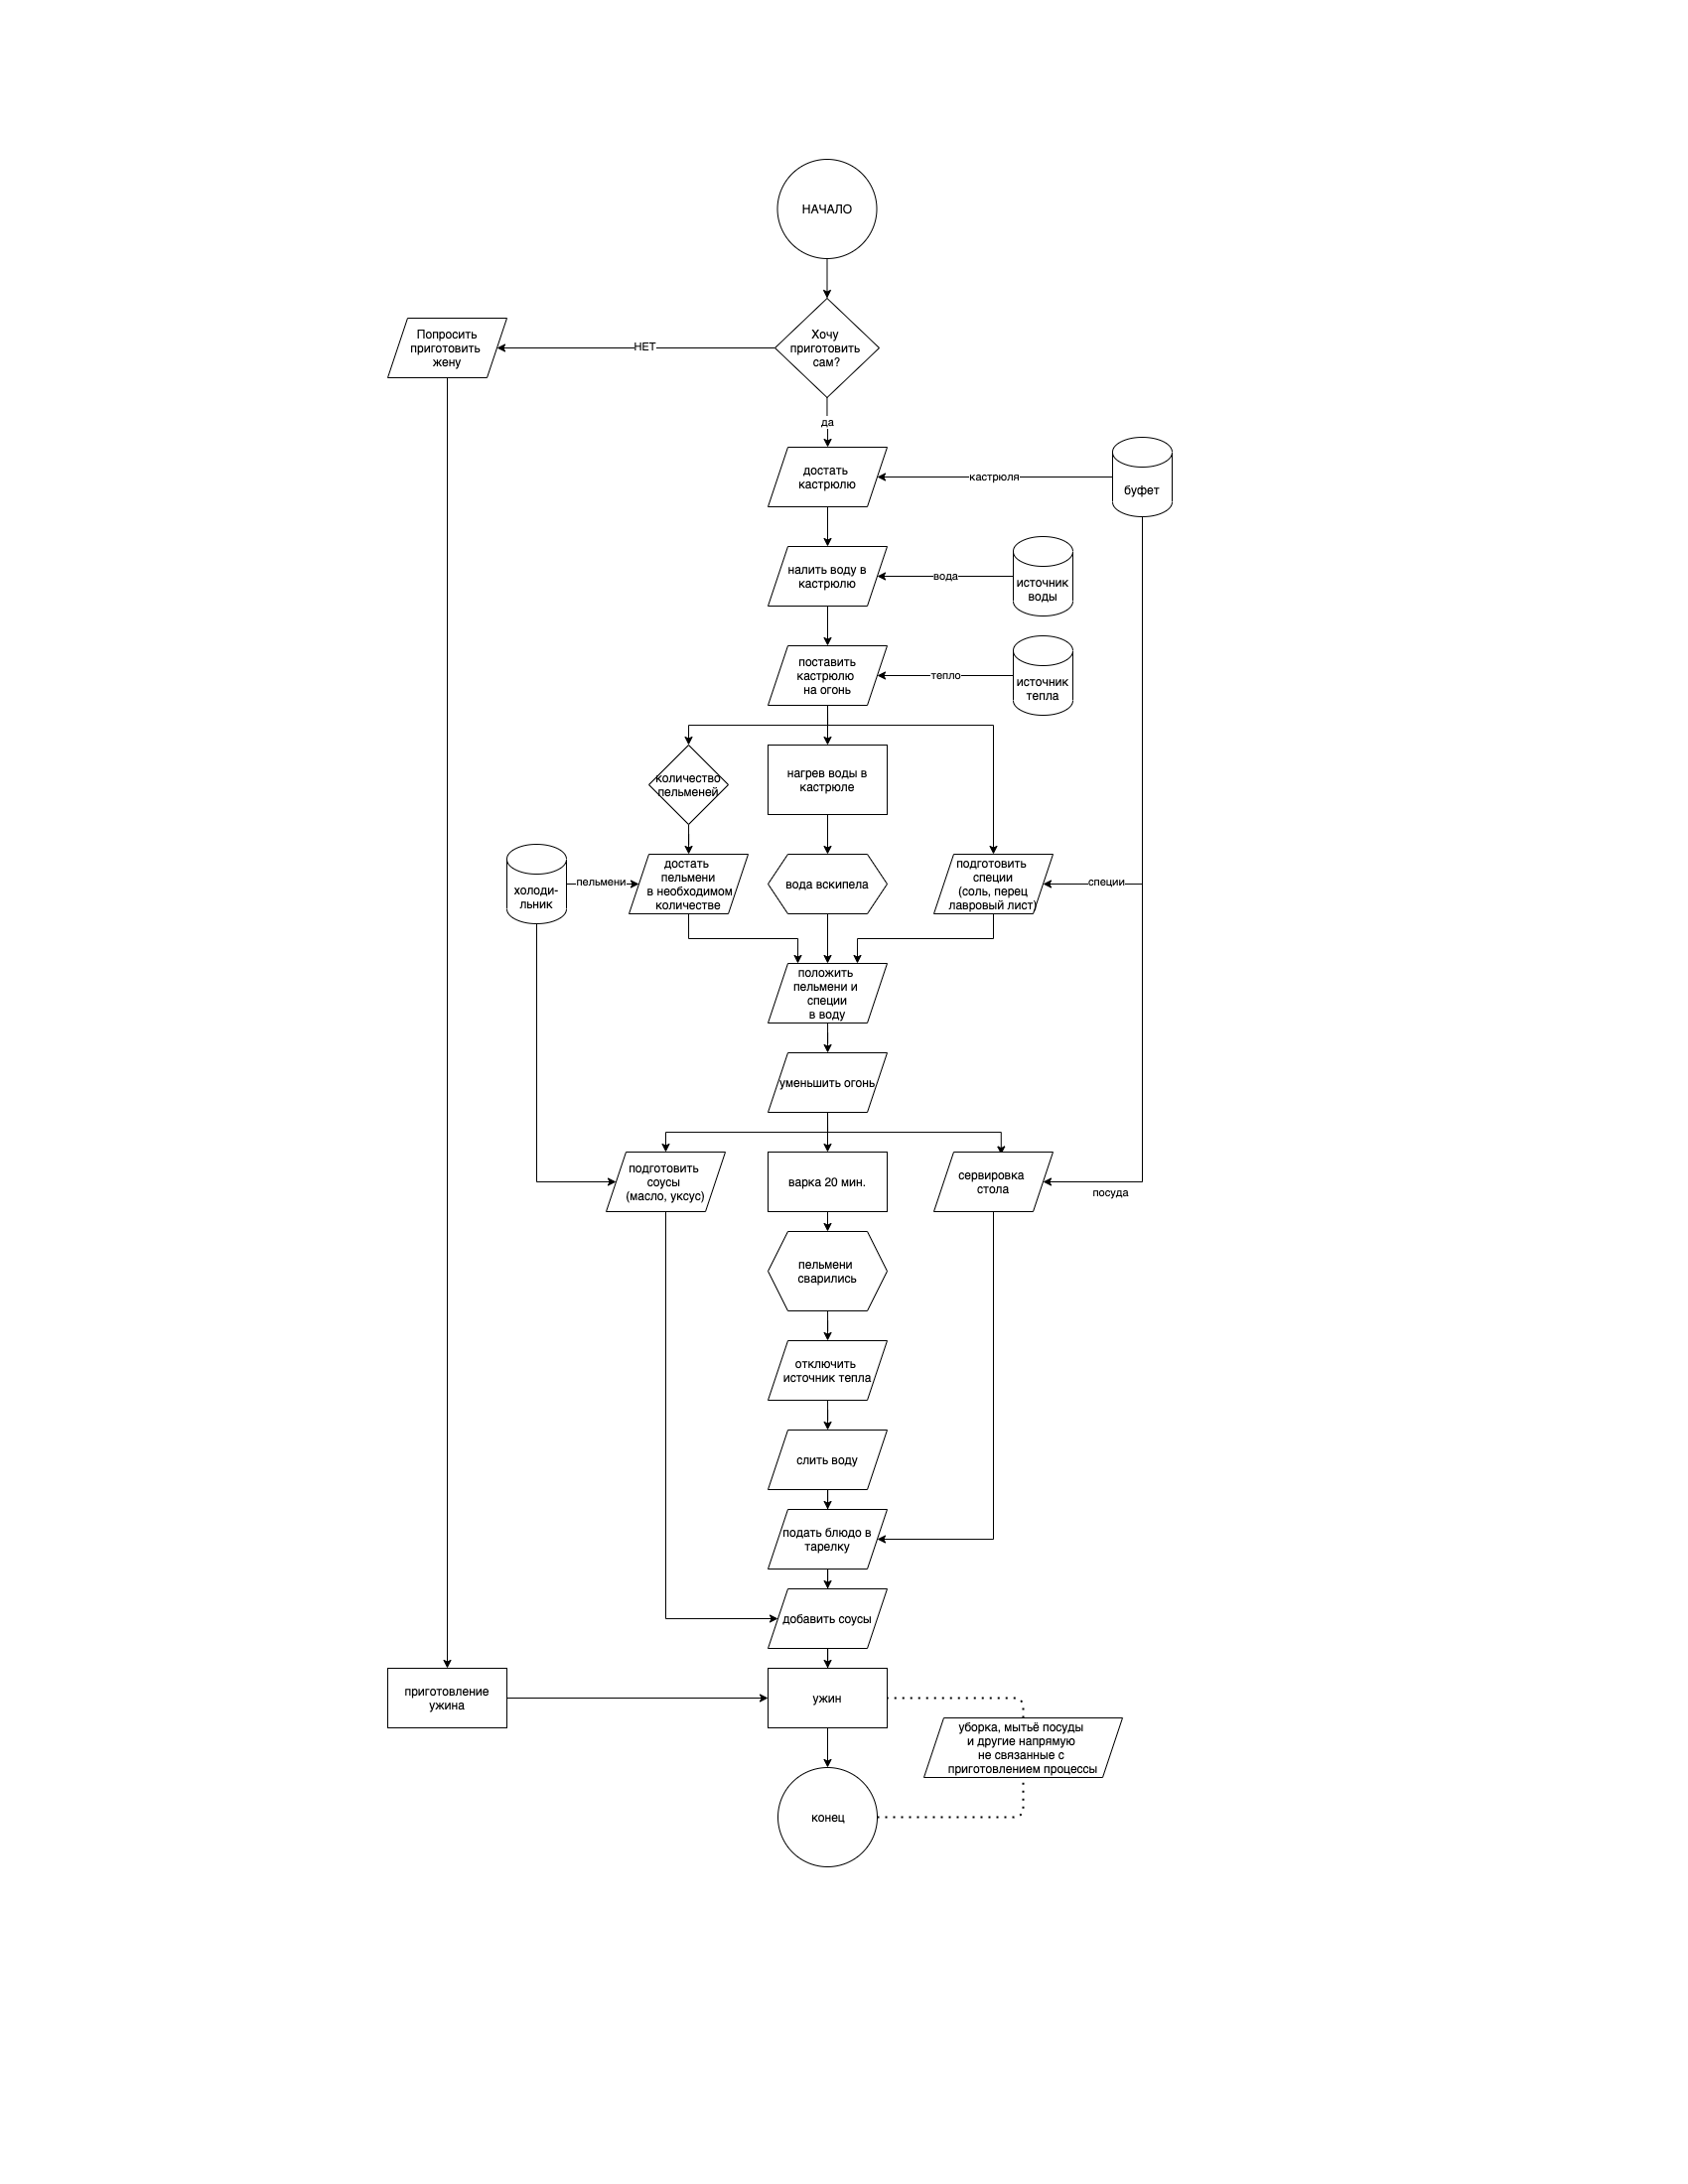 НАЧАЛО
Хочу
приготовить
сам?
НЕТ
Попросить
приготовить
жену
да
достать
кастрюлю
кастрюля
буфет
налить воду в
кастрюлю
вода
источник
воды
поставить
кастрюлю
на огонь
тепло
источник
тепла
количество
пельменей
нагрев воды в
кастрюле
холоди-
льник
пельмени
достать
пельмени
в необходимом
количестве
вода вскипела
подготовить
специи
(соль, перец
лавровый лист)
специи
положить
пельмени и
специи
в воду
уменьшить огонь
подготовить
соусы
(масло, уксус)
варка 20 мин.
сервировка
стола
посуда
пельмени
сварились
отключить
источник тепла
слить воду
подать блюдо в
тарелку
добавить соусы
приготовление
ужина
ужин
уборка, мытьё посуды
и другие напрямую
не связанные с
приготовлением процессы
конец